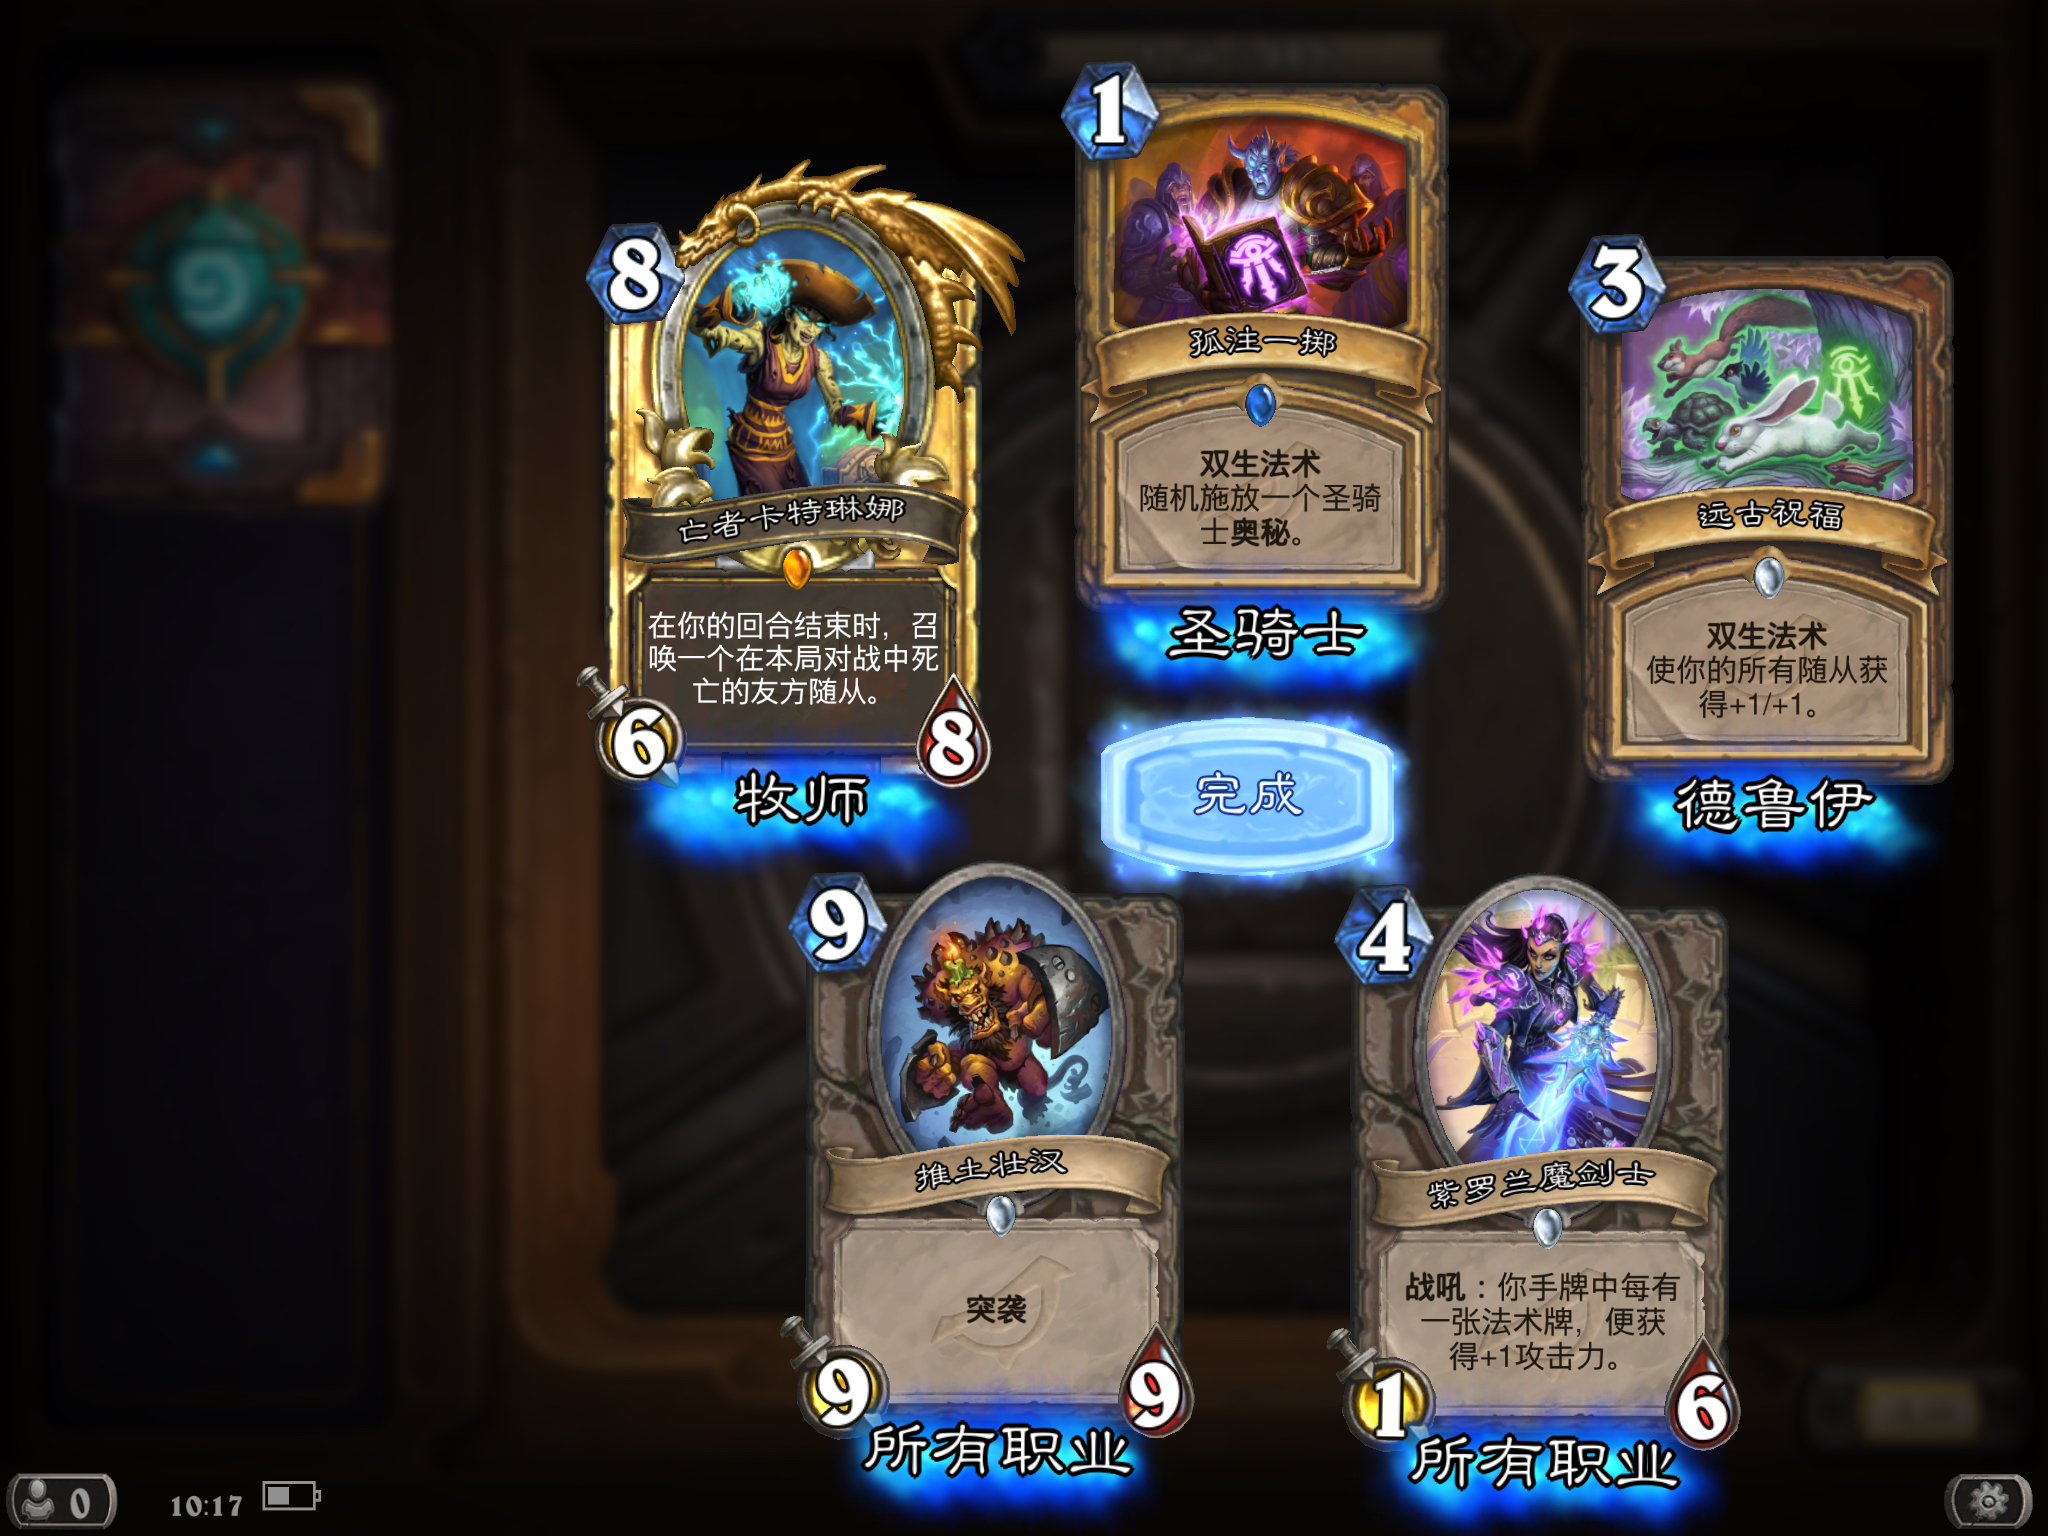 8
亡者卡特琳娜
在你的回合结束时，召
唤一个在本局对战中死
亡的友方随从。
6
8
牧师
1
孤注一掷
双生法术
随机施放一个圣骑
士奥秘。
圣骑士
3
远古祝福
双生法术
使你的所有随从获
得+1/+1。
德鲁伊
完成
9
推土壮汉
突袭
9
9
所有职业
4
紫罗兰魔剑士
战吼：你手牌中每有
一张法术牌，便获
得+1攻击力。
1
6
所有职业
0
10:17